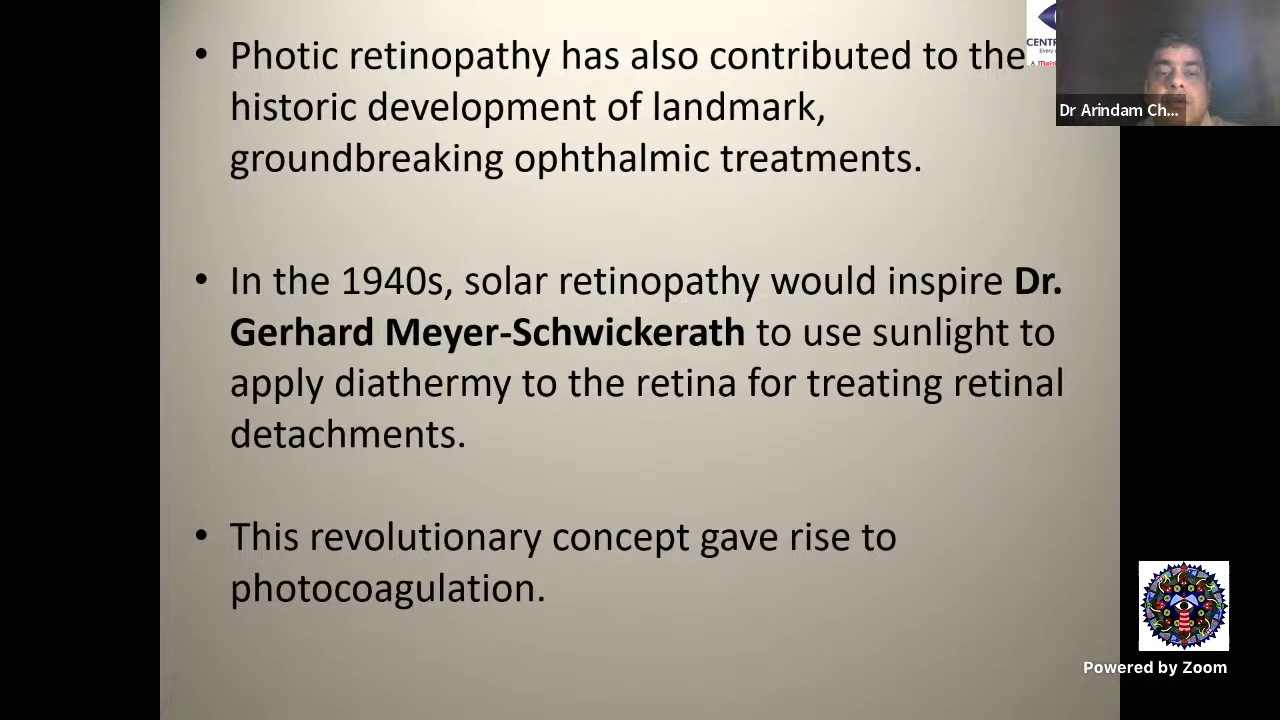 • Photic retinopathy has also contributed to the
historic development of landmark,
groundbreaking ophthalmic treatments.
• In the 1940s, solar retinopathy would inspire Dr.
Gerhard Meyer-Schwickerath to use sunlight to
apply diathermy to the retina for treating retinal
detachments.
• This revolutionary concept gave rise to
photocoagulation.
CENTR
Dr Arindam Ch...
Powered by Zoom